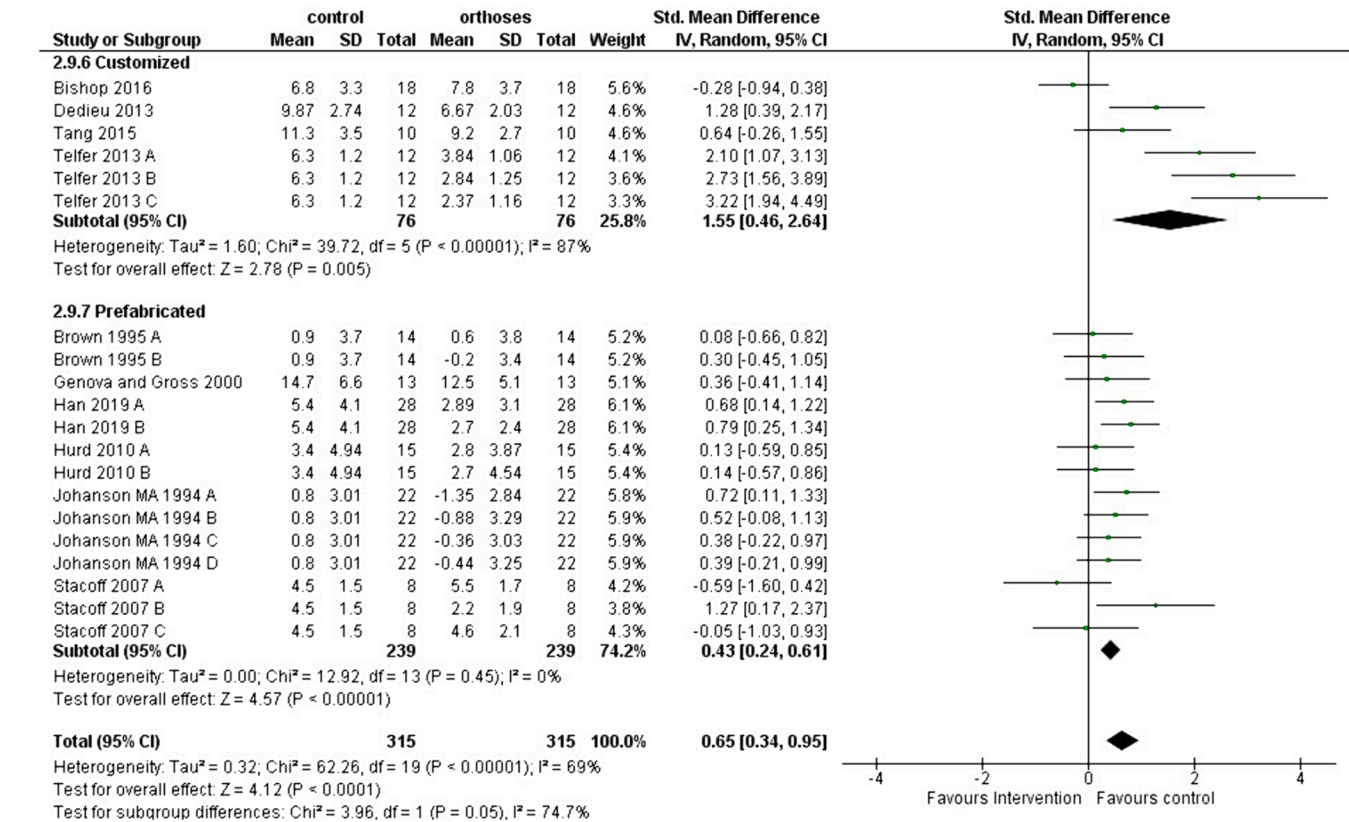 control orthoses Std. Mean Difference Std. Mean Difference
Study or Subgroup Mean SD Total Mean SD Total Weight IV, Random, 95% CI IV, Random, 95% CI
2.9.6 Customized
Bishop 2016 6.8 3.3 18 7.8 3.7 18 5.6% -0.28 [-0.94, 0.38]
Dedieu 2013 9.87 2.74 12 6.67 2.03 12 4.6% 1.28 [0.39, 2.17]
Tang 2015 11.3 3.5 10 9.2 2.7 10 4.6% 0.64 [-0.26, 1.55]
Telfer 2013 A 6.3 1.2 12 3.84 1.06 12 4.1% 2.10 [1.07, 3.13]
Telfer 2013 B 6.3 1.2 12 2.84 1.25 12 3.6% 2.73 [1.56, 3.89]
Telfer 2013 C 6.3 1.2 12 2.37 1.16 12 3.3% 3.22 [1.94, 4.49]
Subtotal (95% CI) 76 76 25.8% 1.55 [0.46, 2.64]
Heterogeneity: Tau² = 1.60; Chi² = 39.72, df = 5 (P < 0.00001); I² = 87%
Test for overall effect: Z = 2.78 (P = 0.005)
2.9.7 Prefabricated
Brown 1995 A 0.9 3.7 14 0.6 3.8 14 5.2% 0.08 [-0.66, 0.82]
Brown 1995 B 0.9 3.7 14 -0.2 3.4 14 5.2% 0.30 [-0.45, 1.05]
Genova and Gross 2000 14.7 6.6 13 12.5 5.1 13 5.1% 0.36 [-0.41, 1.14]
Han 2019 A 5.4 4.1 28 2.89 3.1 28 6.1% 0.68 [0.14, 1.22]
Han 2019 B 5.4 4.1 28 2.7 2.4 28 6.1% 0.79 [0.25, 1.34]
Hurd 2010 A 3.4 4.94 15 2.8 3.87 15 5.4% 0.13 [-0.59, 0.85]
Hurd 2010 B 3.4 4.94 15 2.7 4.54 15 5.4% 0.14 [-0.57, 0.86]
Johanson MA 1994 A 0.8 3.01 22 -1.35 2.84 22 5.8% 0.72 [0.11, 1.33]
Johanson MA 1994 B 0.8 3.01 22 -0.88 3.29 22 5.9% 0.52 [-0.08, 1.13]
Johanson MA 1994 C 0.8 3.01 22 -0.36 3.03 22 5.9% 0.38 [-0.22, 0.97]
Johanson MA 1994 D 0.8 3.01 22 -0.44 3.25 22 5.9% 0.39 [-0.21, 0.99]
Stacoff 2007 A 4.5 1.5 8 5.5 1.7 8 4.2% -0.59 [-1.60, 0.42]
Stacoff 2007 B 4.5 1.5 8 2.2 1.9 8 3.8% 1.27 [0.17, 2.37]
Stacoff 2007 C 4.5 1.5 8 4.6 2.1 8 4.3% -0.05 [-1.03, 0.93]
Subtotal (95% CI) 239 239 74.2% 0.43 [0.24, 0.61]
Heterogeneity: Tau² = 0.00; Chi² = 12.92, df = 13 (P = 0.45); I² = 0%
Test for overall effect: Z = 4.57 (P < 0.00001)
Total (95% CI) 315 315 100.0% 0.65 [0.34, 0.95]
Heterogeneity: Tau² = 0.32; Chi² = 62.26, df = 19 (P < 0.00001); I² = 69%
Test for overall effect: Z = 4.12 (P < 0.0001)
Test for subgroup differences: Chi² = 3.96, df = 1 (P = 0.05), I² = 74.7%
-4 -2 0 2 4
Favours Intervention Favours control